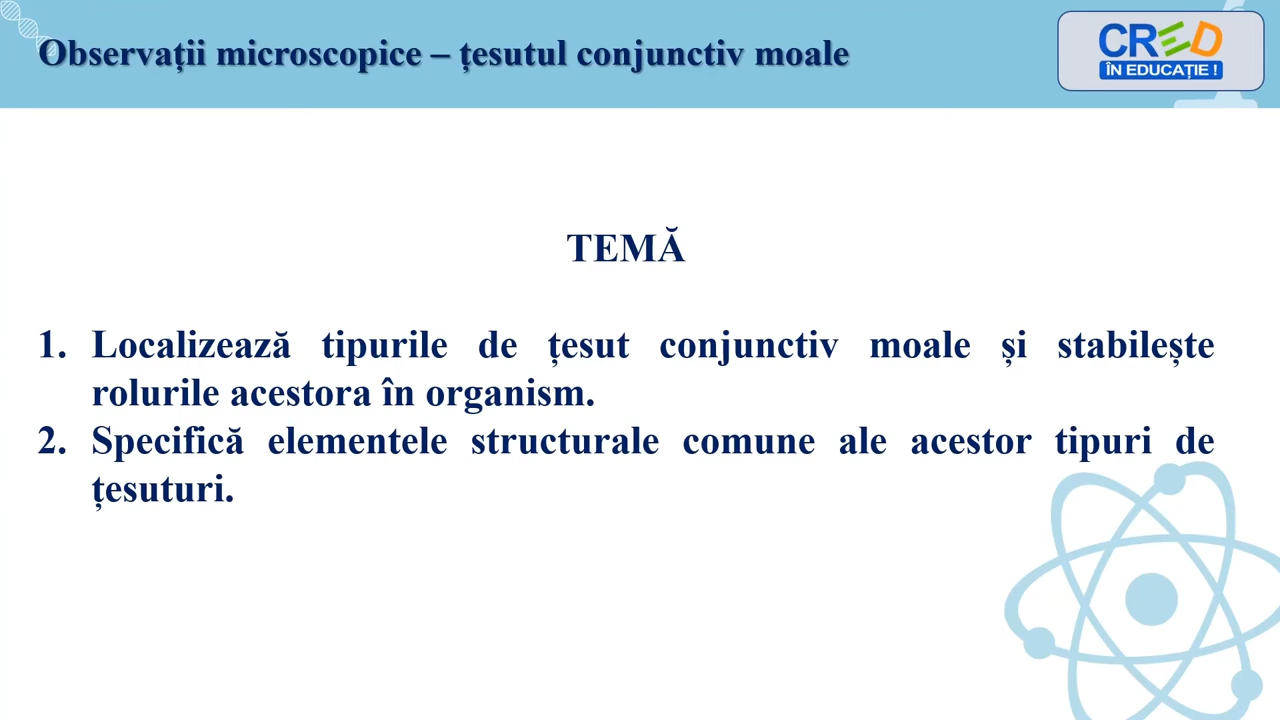 Observații microscopice – țesutul conjunctiv moale
CRED
ÎN EDUCAȚIE !
TEMĂ
1. Localizează tipurile de țesut conjunctiv moale și stabilește
rolurile acestora în organism.
2. Specifică elementele structurale comune ale acestor tipuri de
țesuturi.